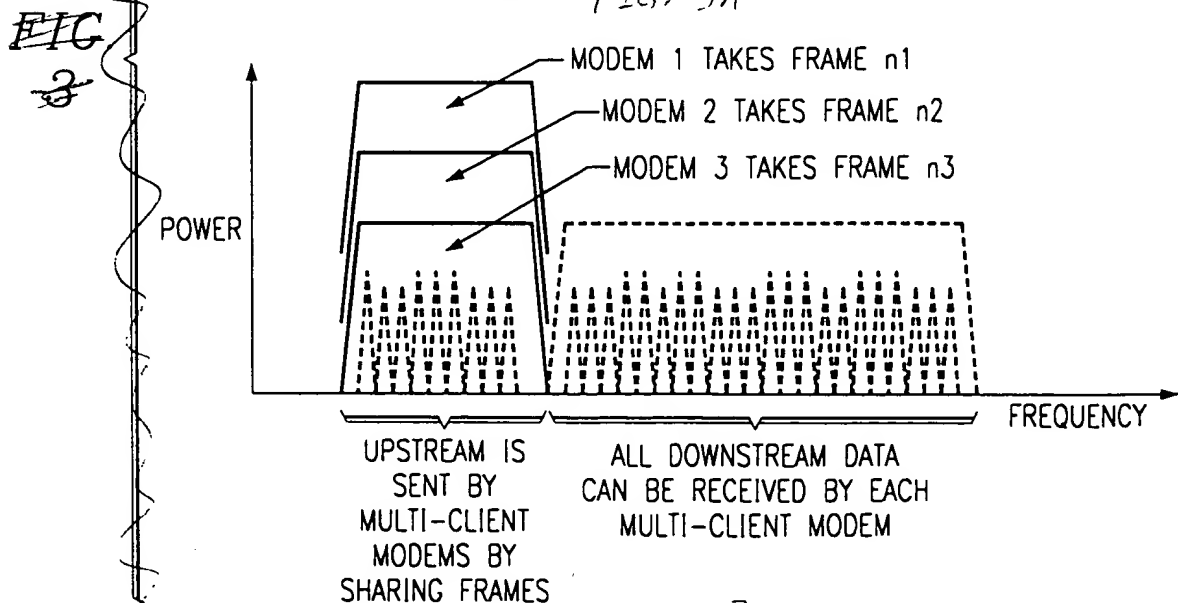 FIG
3
MODEM 1 TAKES FRAME n1
MODEM 2 TAKES FRAME n2
MODEM 3 TAKES FRAME n3
POWER
FREQUENCY
UPSTREAM IS
SENT BY
MULTI-CLIENT
MODEMS BY
SHARING FRAMES
ALL DOWNSTREAM DATA
CAN BE RECEIVED BY EACH
MULTI-CLIENT MODEM